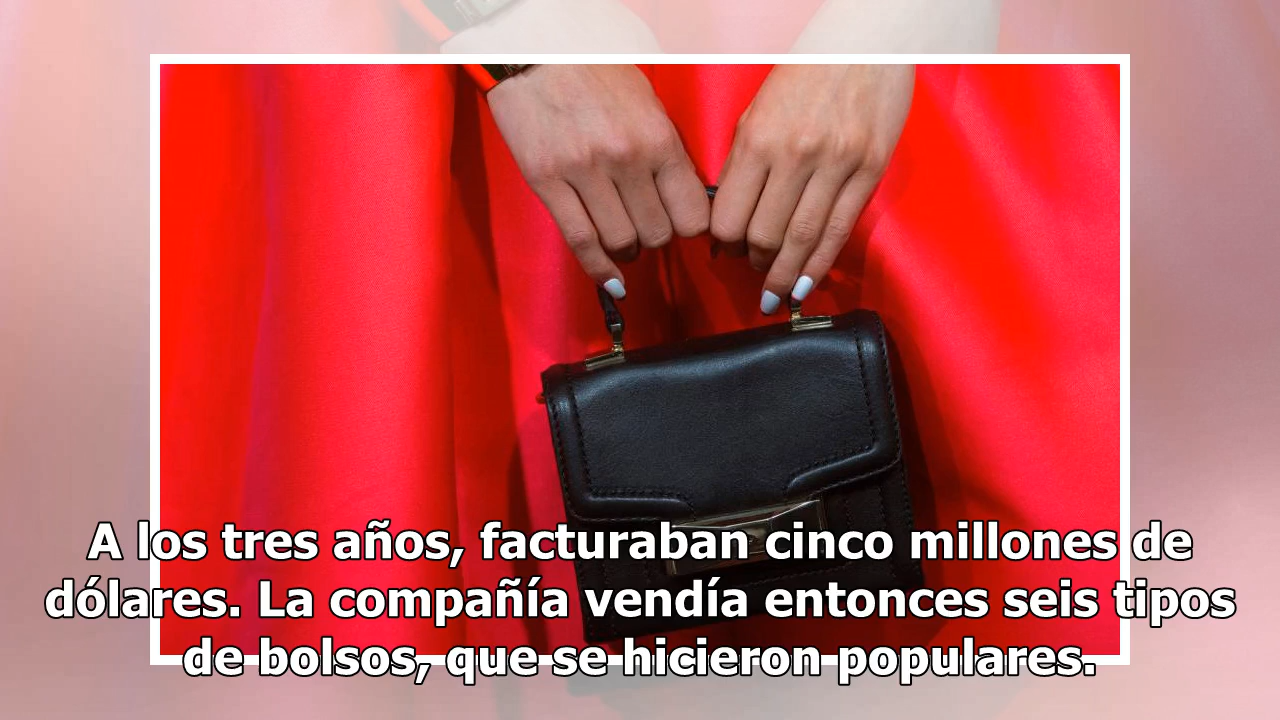 A los tres años, facturaban cinco millones de
dólares. La compañía vendía entonces seis tipos
de bolsos, que se hicieron populares.